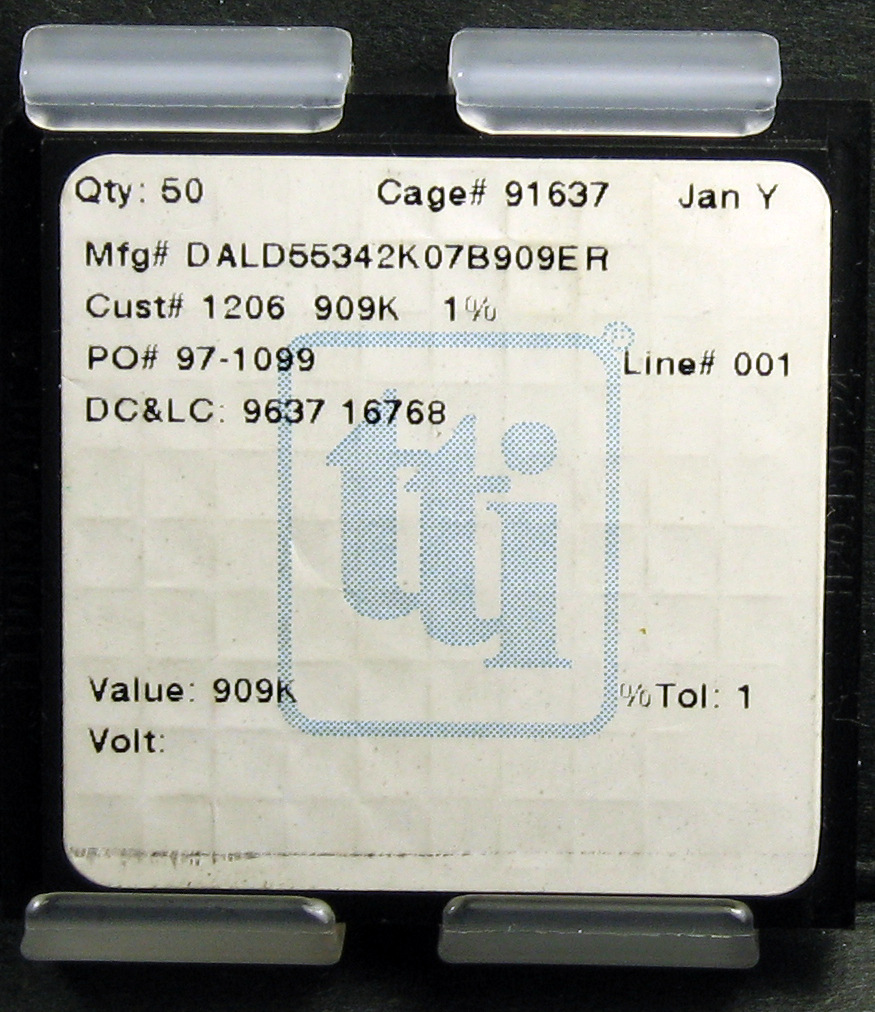 Qty: 50 Cage# 91637 Jan Y
Mfg# DALD55342K07B909ER
Cust# 1206 909K 1%
PO# 97-1099 Line# 001
DC&LC: 9637 16768
tti®
Value: 909K %Tol: 1
Volt: